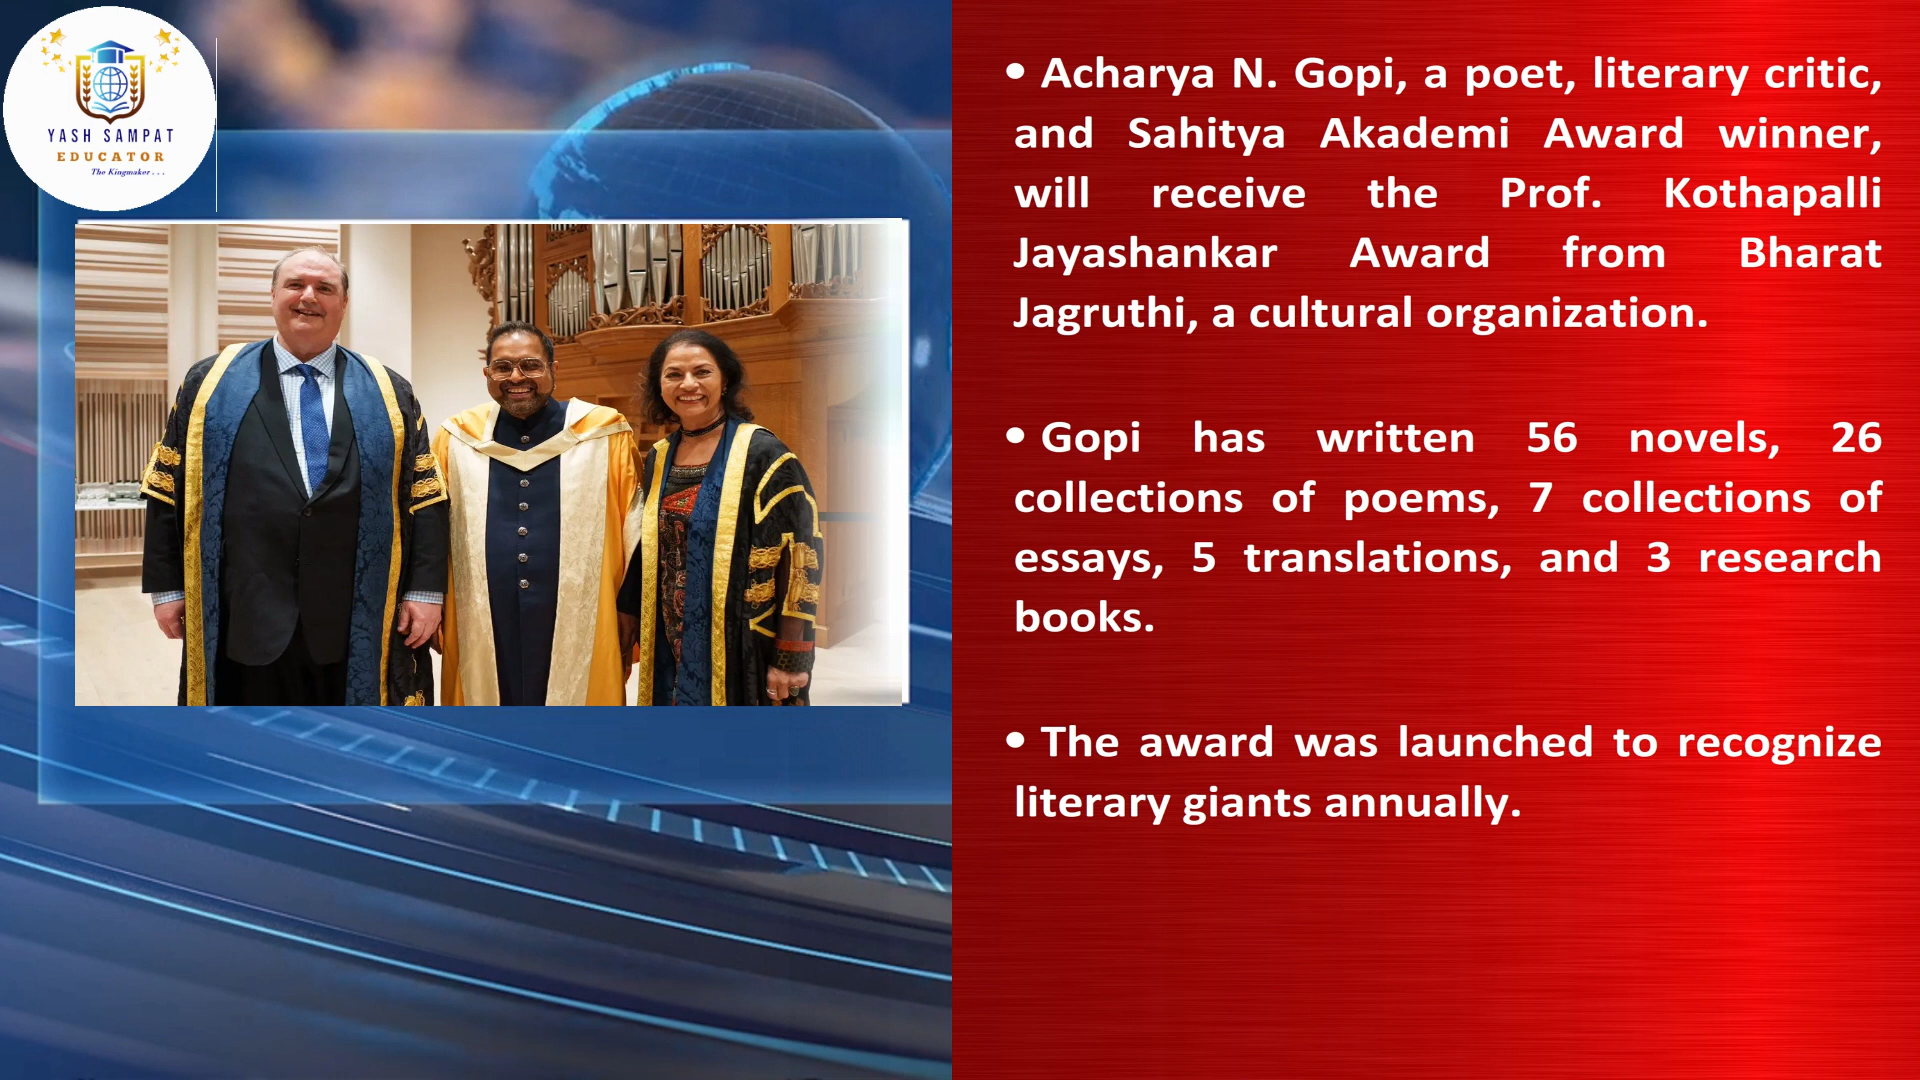 YASH SAMPAT
EDUCATOR
The Kingmaker . . .
• Acharya N. Gopi, a poet, literary critic,
and Sahitya Akademi Award winner,
will receive the Prof. Kothapalli
Jayashankar Award from Bharat
Jagruthi, a cultural organization.
• Gopi has written 56 novels, 26
collections of poems, 7 collections of
essays, 5 translations, and 3 research
books.
• The award was launched to recognize
literary giants annually.